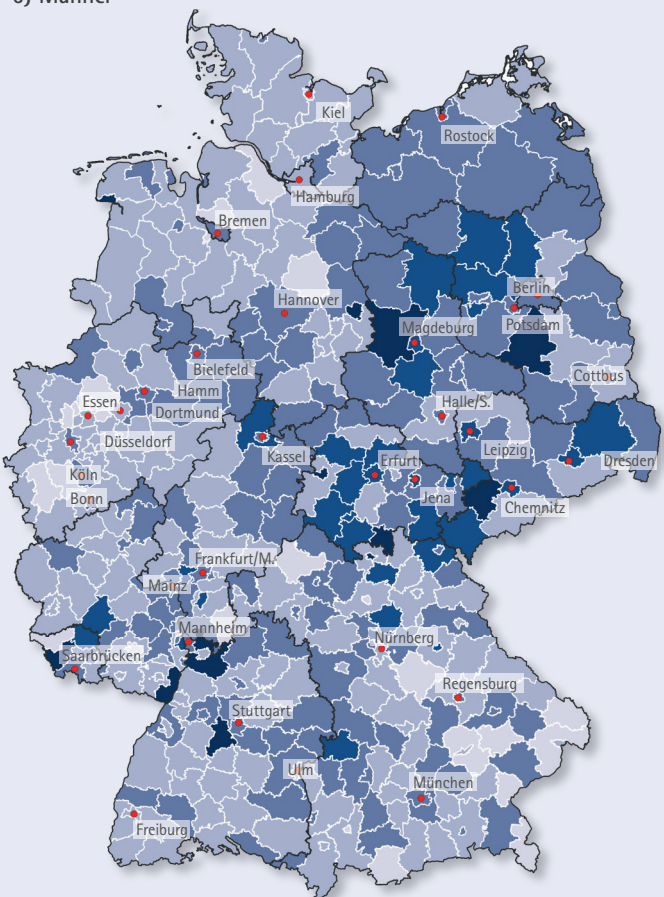 b) Männer
Kiel
Rostock
Hamburg
Bremen
Berlin
Hannover
Potsdam
Magdeburg
Bielefeld
Cottbus
Hamm
Essen
Halle/S.
Dortmund
Düsseldorf
Leipzig
Kassel
Erfurt
Dresden
Köln
Jena
Bonn
Chemnitz
Frankfurt/M.
Mainz
Mannheim
Nürnberg
Saarbrücken
Regensburg
Stuttgart
Ulm
München
Freiburg